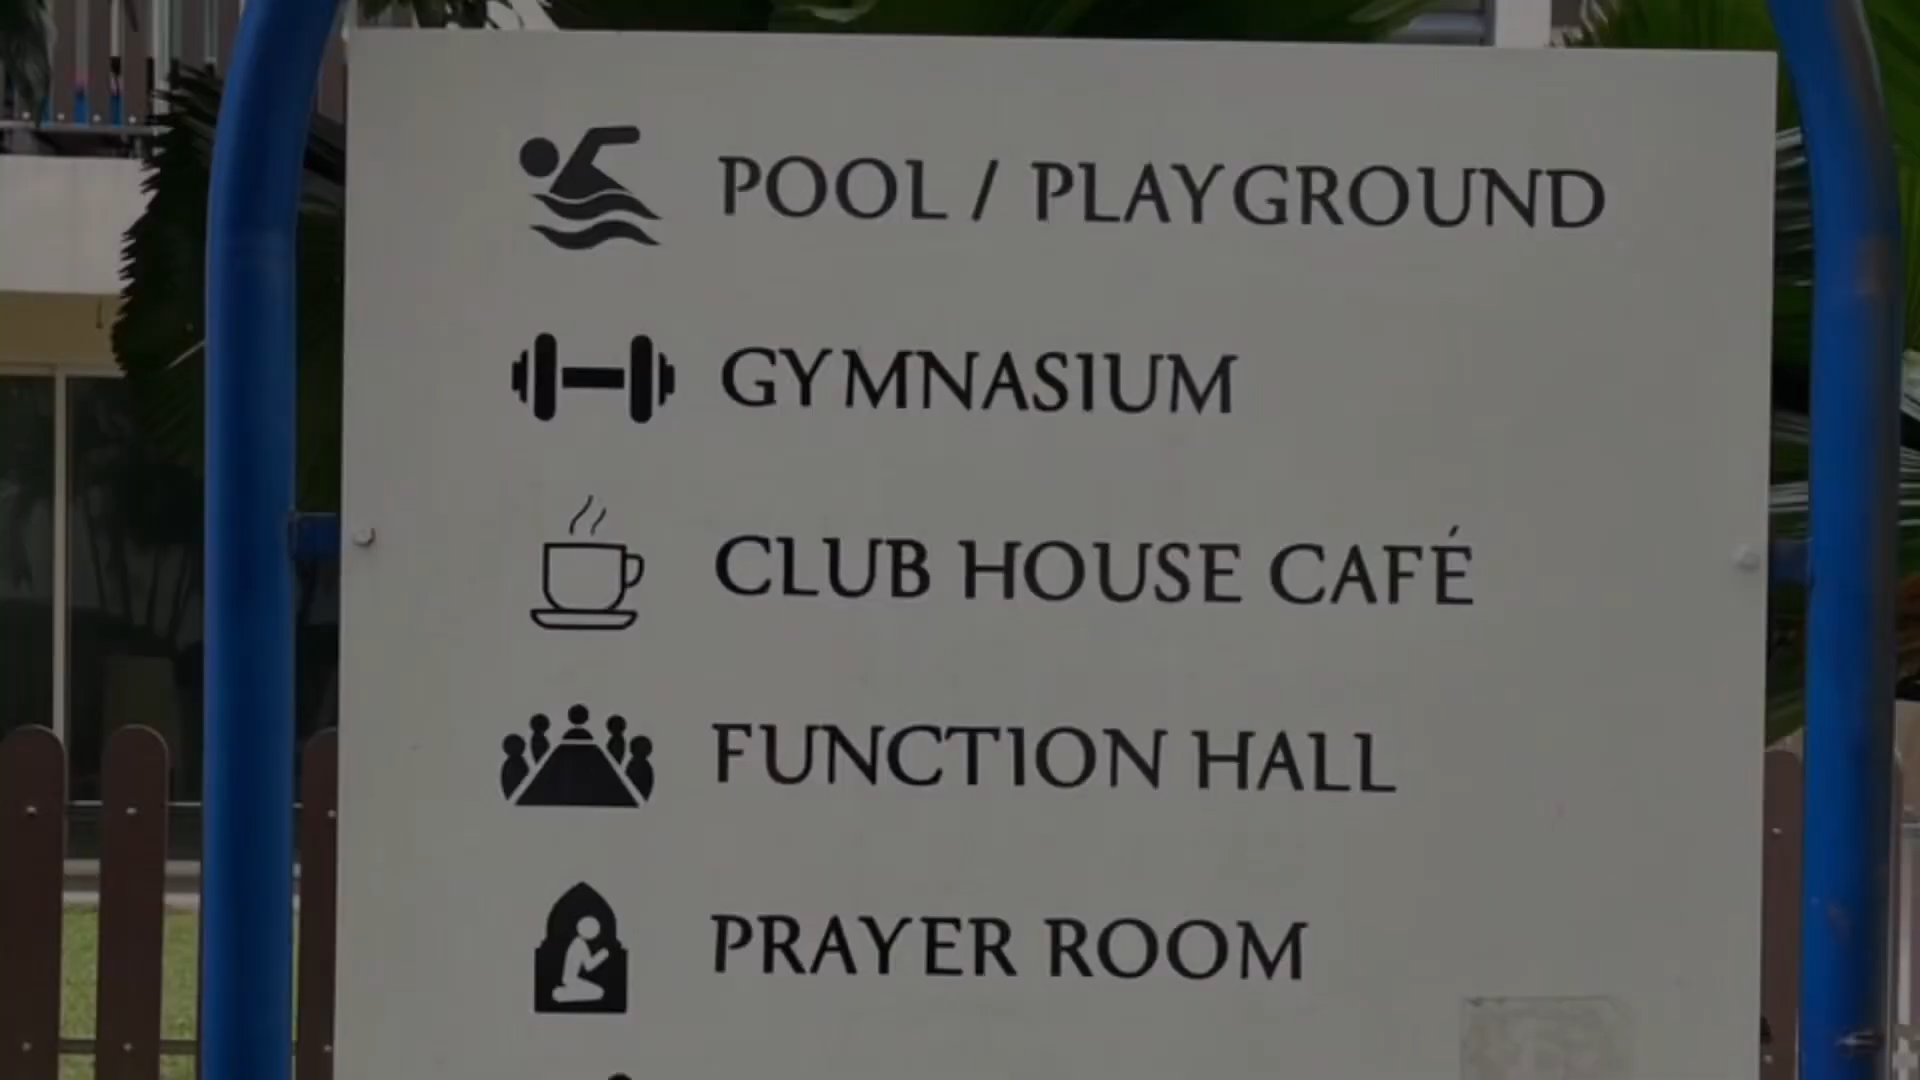 POOL / PLAYGROUND
GYMNASIUM
CLUB HOUSE CAFÉ
FUNCTION HALL
PRAYER ROOM